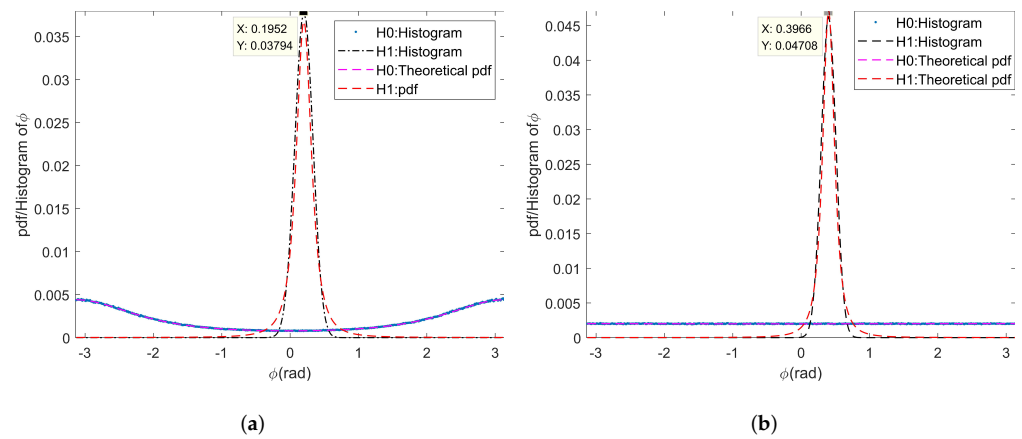 X: 0.1952
Y: 0.03794
H0:Histogram
H1:Histogram
H0:Theoretical pdf
H1:pdf
pdf/Histogram of ϕ
0.035
0.03
0.025
0.02
0.015
0.01
0.005
0
-3
-2
-1
0
1
2
3
ϕ(rad)
(a)
X: 0.3966
Y: 0.04708
H0:Histogram
H1:Histogram
H0:Theoretical pdf
H1:Theoretical pdf
pdf/Histogram of ϕ
0.045
0.04
0.035
0.03
0.025
0.02
0.015
0.01
0.005
0
-3
-2
-1
0
1
2
3
ϕ(rad)
(b)